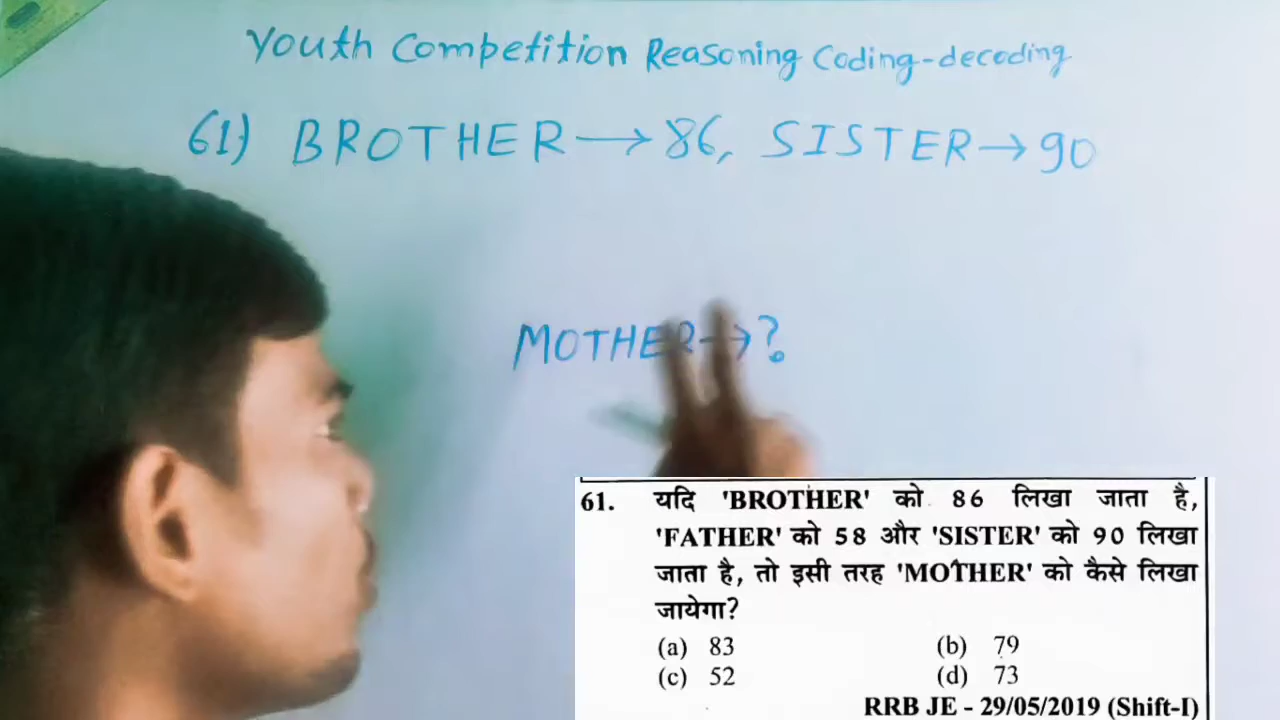 Youth Competition Reasoning Coding-decoding
61) BROTHER → 86, SISTER → 90
MOTHER → ?
61. यदि 'BROTHER' को 86 लिखा जाता है,
'FATHER' को 58 और 'SISTER' को 90 लिखा
जाता है, तो इसी तरह 'MOTHER' को कैसे लिखा
जायेगा?
(a) 83 (b) 79
(c) 52 (d) 73
RRB JE - 29/05/2019 (Shift-I)